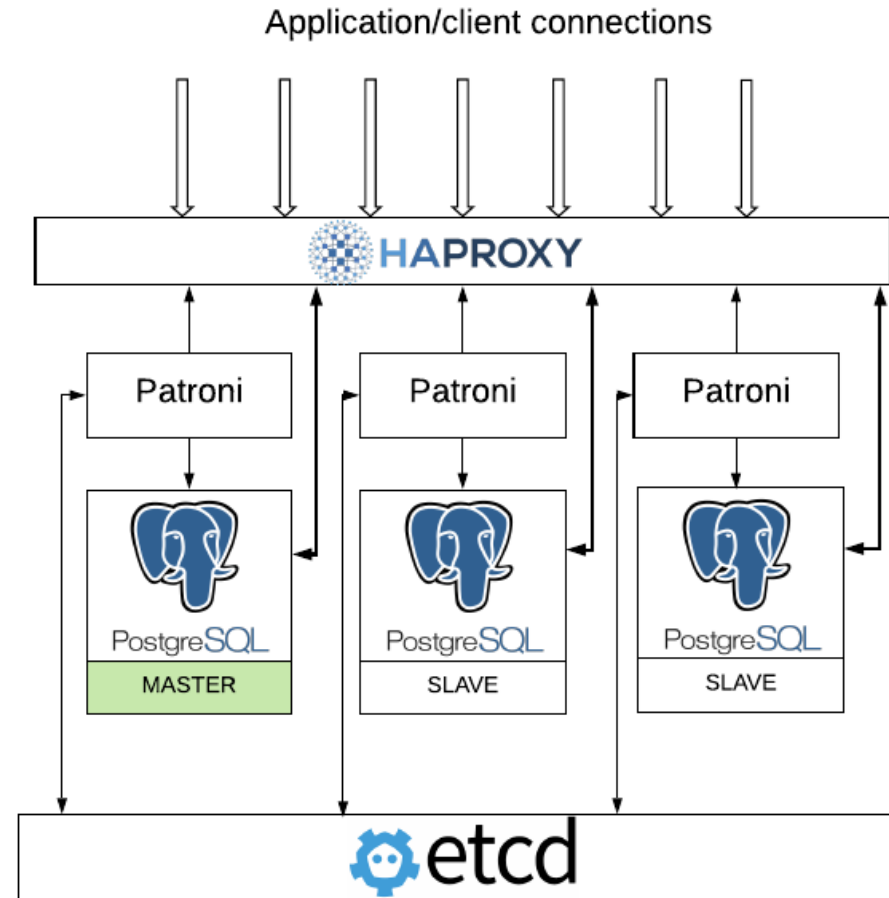 Application/client connections
HAPROXY
Patroni
Patroni
Patroni
PostgreSQL
PostgreSQL
PostgreSQL
MASTER
SLAVE
SLAVE
etcd